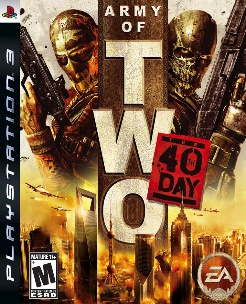 PLAYSTATION 3
ARMY OF
TWO
THE
40TH
DAY
MATURE 17+
M
ESRB
EA